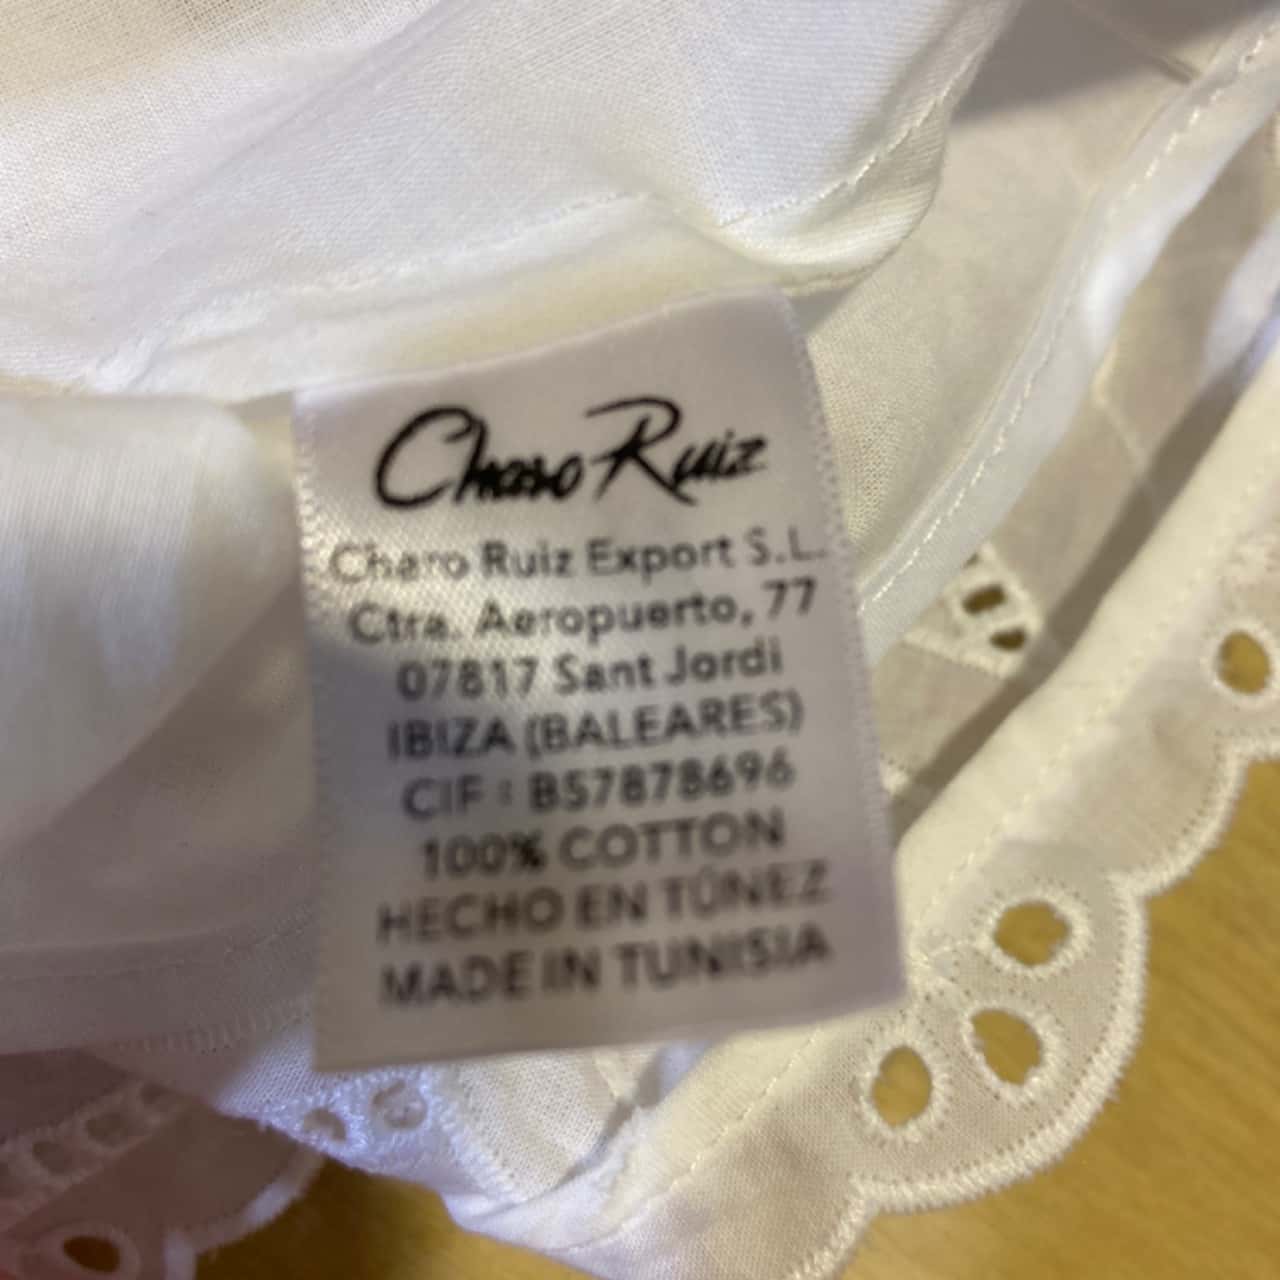 Charo Ruiz
Charo Ruiz Export S.L.
Ctra. Aeropuerto, 77
07817 Sant Jordi
IBIZA (BALEARES)
CIF : B57878696
100% COTTON
HECHO EN TÚNEZ
MADE IN TUNISIA